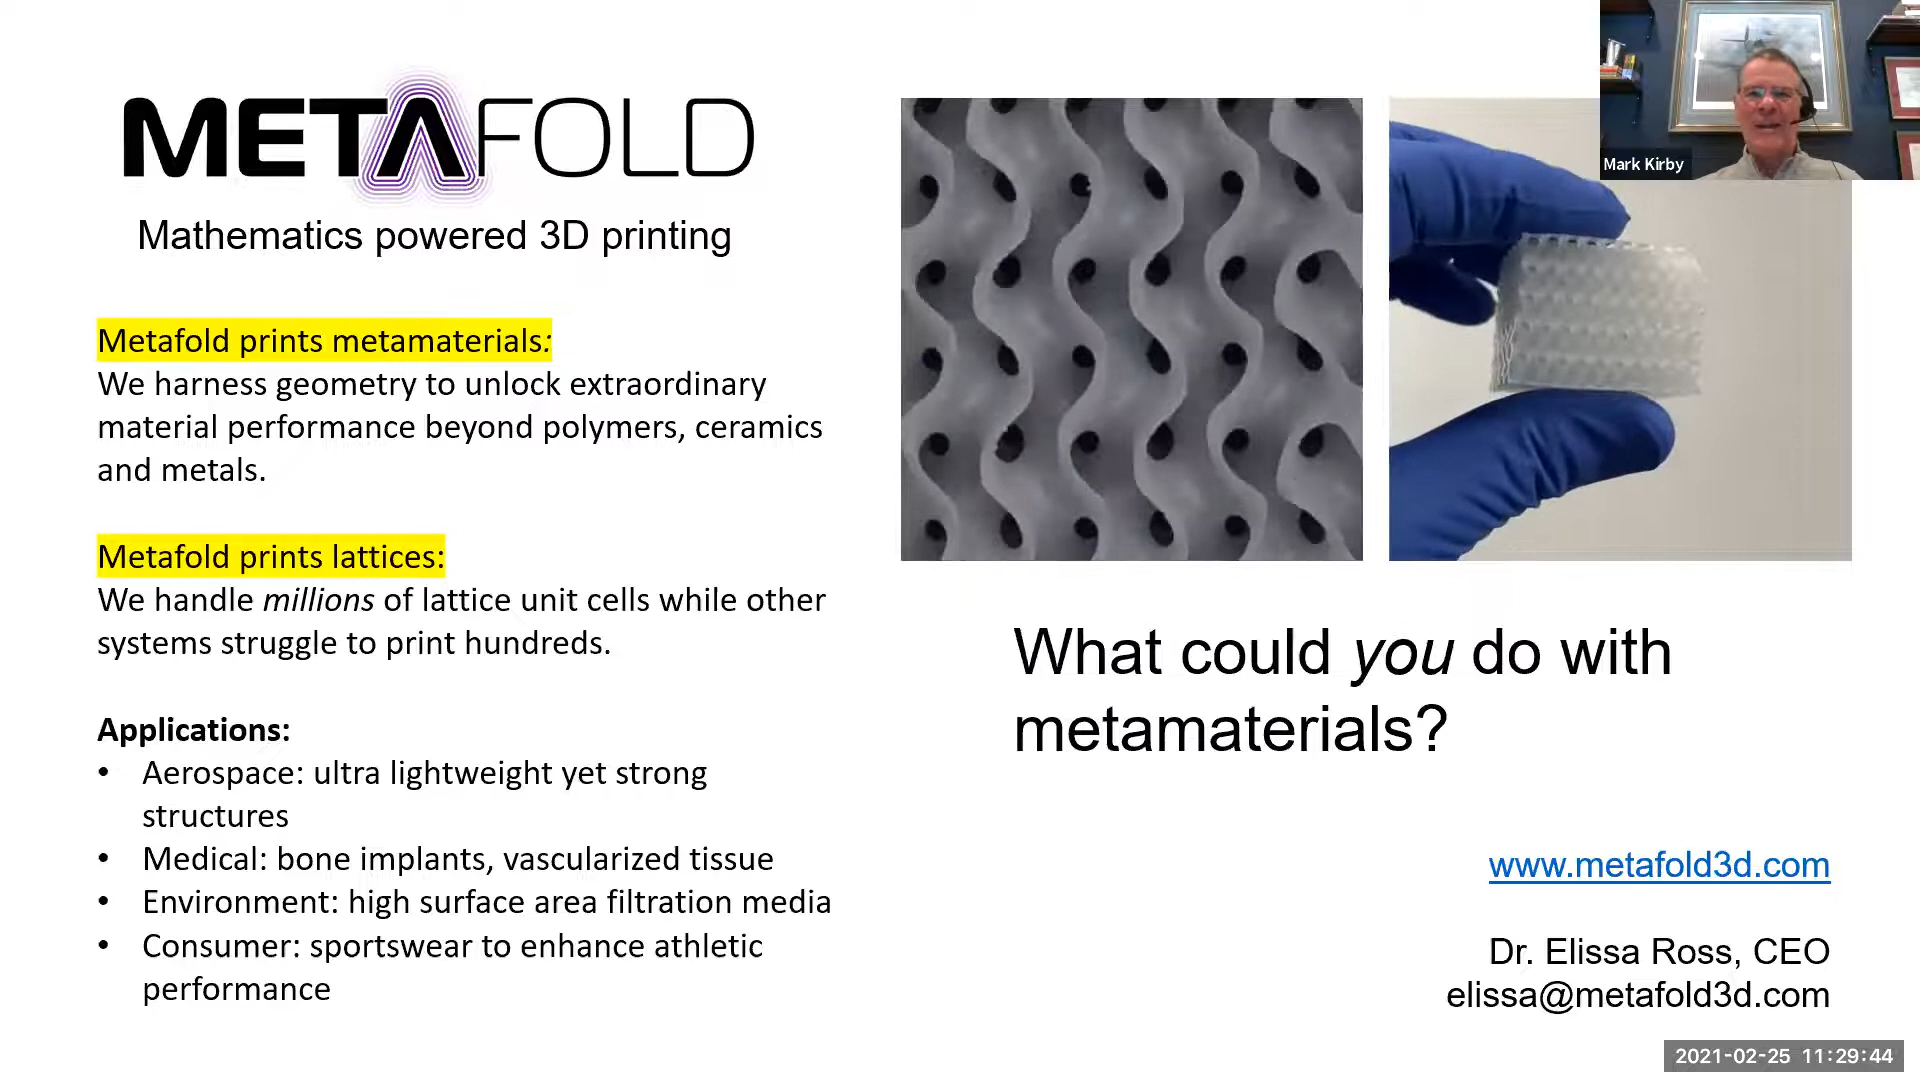 METAFOLD
Mathematics powered 3D printing
Metafold prints metamaterials:
We harness geometry to unlock extraordinary
material performance beyond polymers, ceramics
and metals.
Metafold prints lattices:
We handle millions of lattice unit cells while other
systems struggle to print hundreds.
Applications:
• Aerospace: ultra lightweight yet strong
structures
• Medical: bone implants, vascularized tissue
• Environment: high surface area filtration media
• Consumer: sportswear to enhance athletic
performance
Mark Kirby
What could you do with
metamaterials?
www.metafold3d.com
Dr. Elissa Ross, CEO
elissa@metafold3d.com
2021-02-25 11:29:44